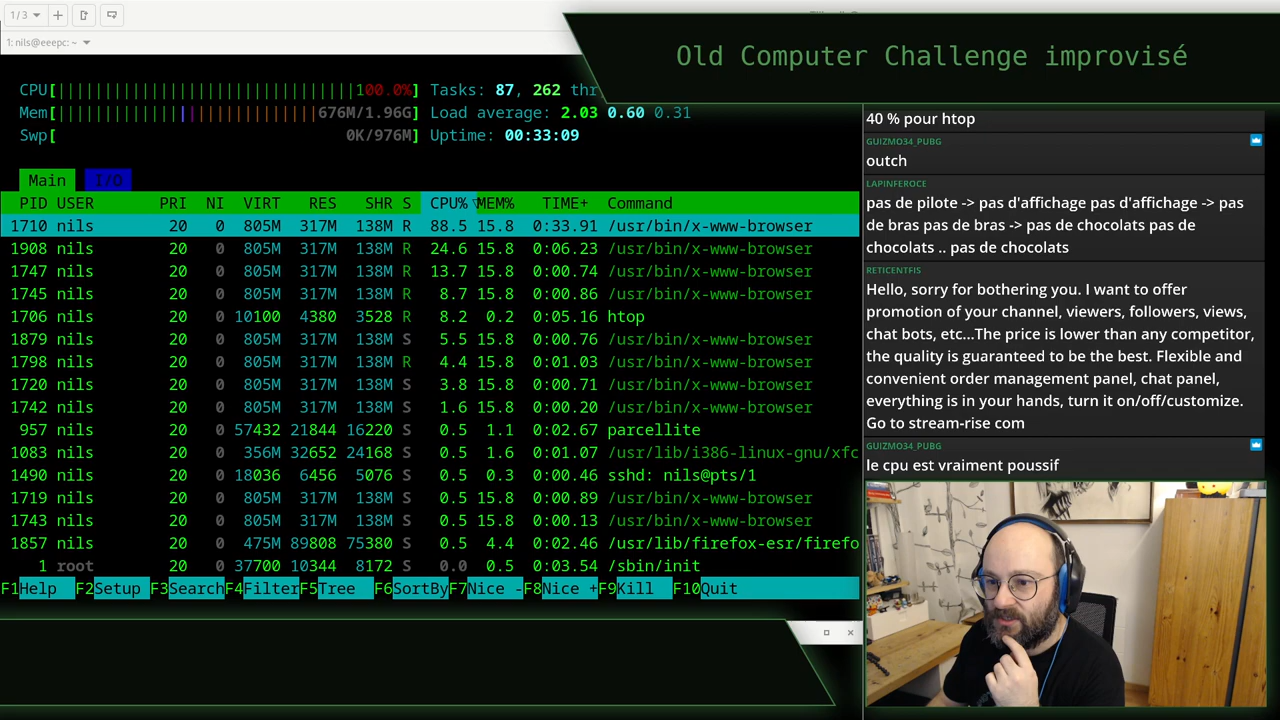 1/3
1: nils@eeepc: ~
Old Computer Challenge improvisé
CPU[100.0%] Tasks: 87, 262 thr
Mem[676M/1.96G] Load average: 2.03 0.60 0.31
Swp[0K/976M] Uptime: 00:33:09
Main I/O
PID USER PRI NI VIRT RES SHR S CPU%▽MEM% TIME+ Command
1710 nils 20 0 805M 317M 138M R 88.5 15.8 0:33.91 /usr/bin/x-www-browser
1908 nils 20 0 805M 317M 138M R 24.6 15.8 0:06.23 /usr/bin/x-www-browser
1747 nils 20 0 805M 317M 138M R 13.7 15.8 0:00.74 /usr/bin/x-www-browser
1745 nils 20 0 805M 317M 138M R 8.7 15.8 0:00.86 /usr/bin/x-www-browser
1706 nils 20 0 10100 4380 3528 R 8.2 0.2 0:05.16 htop
1879 nils 20 0 805M 317M 138M S 5.5 15.8 0:00.76 /usr/bin/x-www-browser
1798 nils 20 0 805M 317M 138M R 4.4 15.8 0:01.03 /usr/bin/x-www-browser
1720 nils 20 0 805M 317M 138M S 3.8 15.8 0:00.71 /usr/bin/x-www-browser
1742 nils 20 0 805M 317M 138M S 1.6 15.8 0:00.20 /usr/bin/x-www-browser
957 nils 20 0 57432 21844 16220 S 0.5 1.1 0:02.67 parcellite
1083 nils 20 0 356M 32652 24168 S 0.5 1.6 0:01.07 /usr/lib/i386-linux-gnu/xfc
1490 nils 20 0 18036 6456 5076 S 0.5 0.3 0:00.46 sshd: nils@pts/1
1719 nils 20 0 805M 317M 138M S 0.5 15.8 0:00.89 /usr/bin/x-www-browser
1743 nils 20 0 805M 317M 138M S 0.5 15.8 0:00.13 /usr/bin/x-www-browser
1857 nils 20 0 475M 89808 75380 S 0.5 4.4 0:02.46 /usr/lib/firefox-esr/firefo
1 root 20 0 37700 10344 8172 S 0.0 0.5 0:03.54 /sbin/init
F1Help F2Setup F3SearchF4FilterF5Tree F6SortByF7Nice -F8Nice +F9Kill F10Quit
40 % pour htop
GUIZMO34_PUBG
outch
LAPINFEROCE
pas de pilote -> pas d'affichage pas d'affichage -> pas
de bras pas de bras -> pas de chocolats pas de
chocolats .. pas de chocolats
RETICENTFIS
Hello, sorry for bothering you. I want to offer
promotion of your channel, viewers, followers, views,
chat bots, etc...The price is lower than any competitor,
the quality is guaranteed to be the best. Flexible and
convenient order management panel, chat panel,
everything is in your hands, turn it on/off/customize.
Go to stream-rise com
GUIZMO34_PUBG
le cpu est vraiment poussif